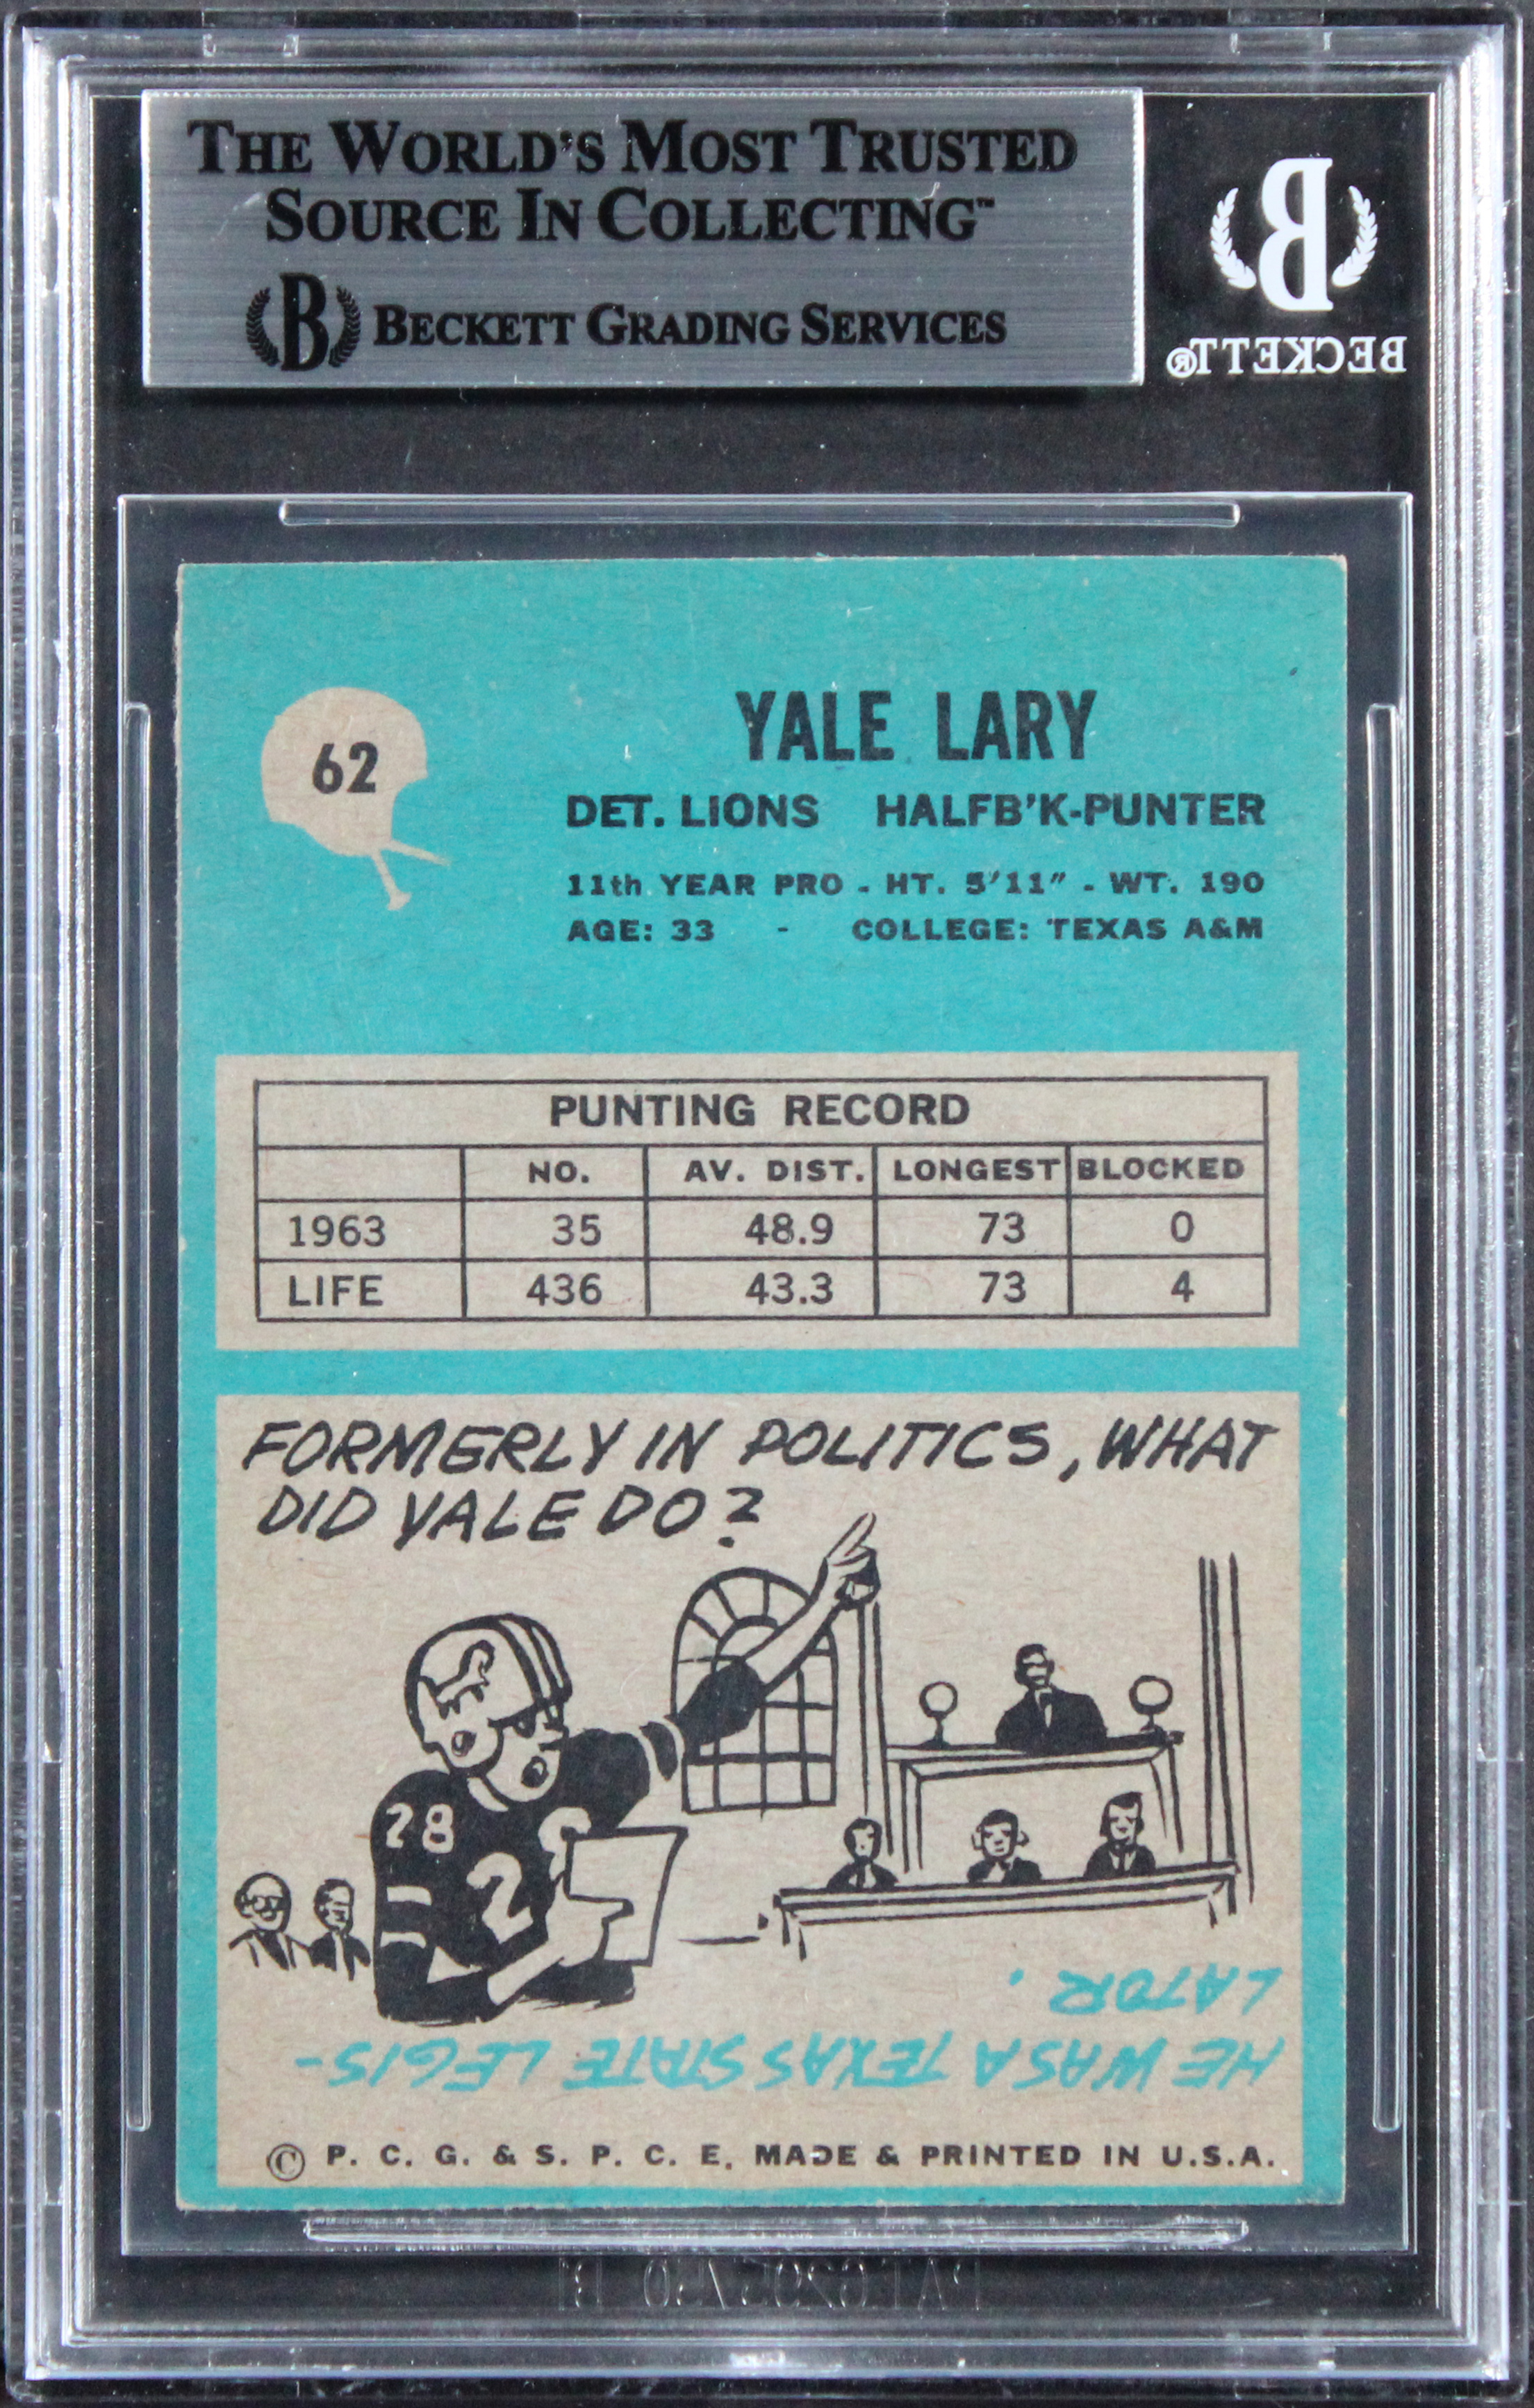 THE WORLD'S MOST TRUSTED
SOURCE IN COLLECTING™
B BECKETT GRADING SERVICES
B
BECKETT®
62
YALE LARY
DET. LIONS HALFB'K-PUNTER
11th YEAR PRO - HT. 5'11" - WT. 190
AGE: 33 - COLLEGE: TEXAS A&M
PUNTING RECORD
NO. AV. DIST. LONGEST BLOCKED
1963 35 48.9 73 0
LIFE 436 43.3 73 4
FORMERLY IN POLITICS, WHAT
DID YALE DO?
28
2
HE WAS A TEXAS STATE LEGIS-
LATOR.
© P. C. G. & S. P. C. E. MADE & PRINTED IN U.S.A.